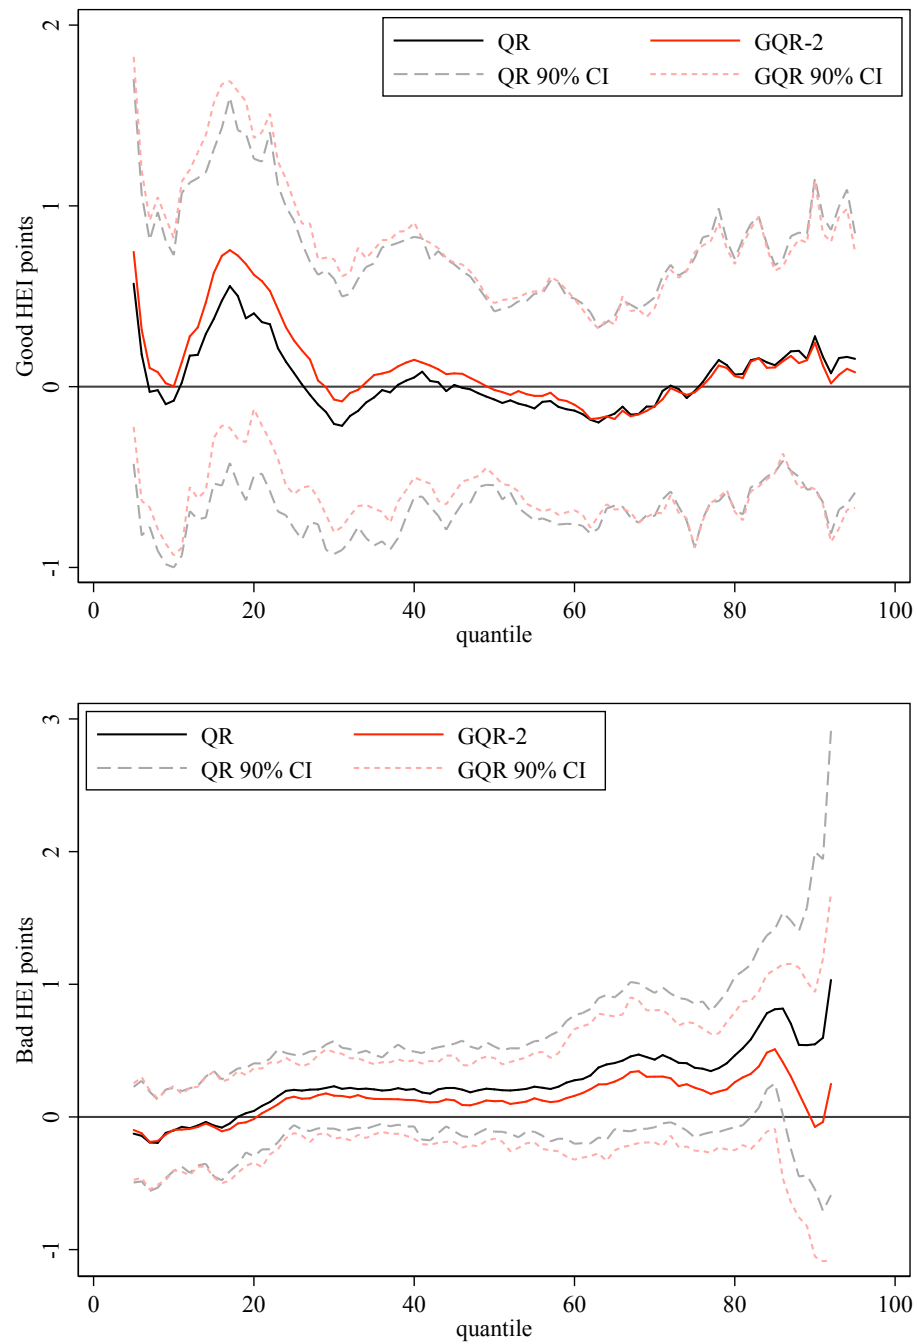 2
QR
GQR-2
QR 90% CI
GQR 90% CI
1
Good HEI points
0
-1
0 20 40 60 80 100
quantile
3
QR
GQR-2
QR 90% CI
GQR 90% CI
2
Bad HEI points
1
0
-1
0 20 40 60 80 100
quantile